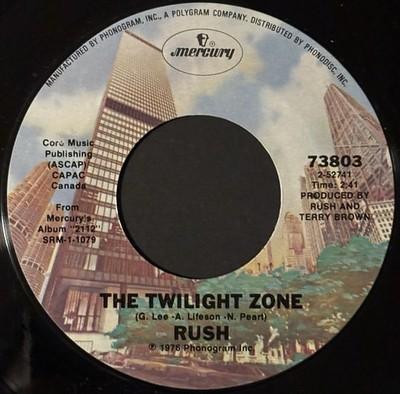 MANUFACTURED BY PHONOGRAM, INC., A POLYGRAM COMPANY. DISTRIBUTED BY PHONODISC, INC.
mercury
Core Music
Publishing
(ASCAP)
CAPAC
Canada
From
Mercury's
Album "2112"
SRM-1-1079
73803
2-52741
Time: 2:41
PRODUCED BY
RUSH AND
TERRY BROWN
THE TWILIGHT ZONE
(G. Lee -A. Lifeson -N. Pearl)
RUSH
℗ 1976 Phonogram Inc.